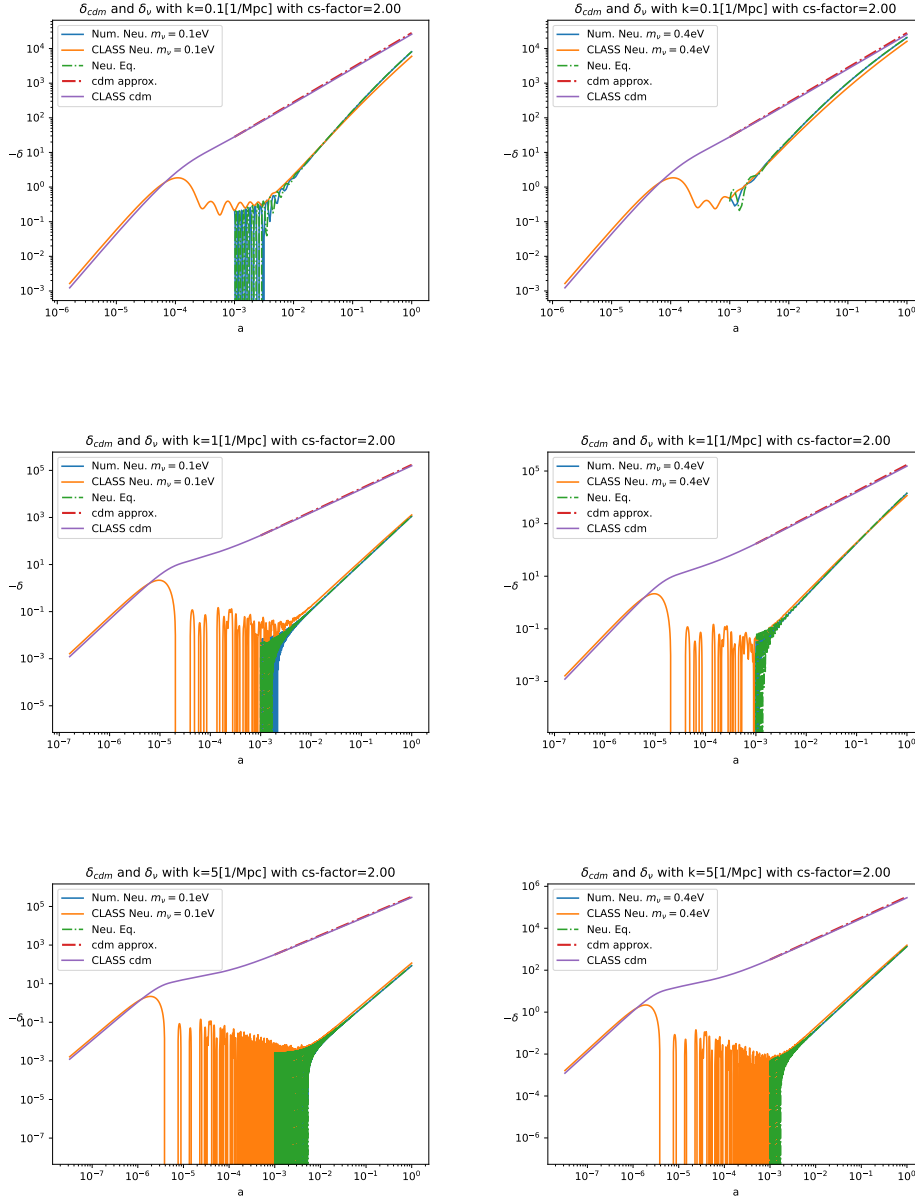 δ_cdm and δ_ν with k=0.1[1/Mpc] with cs-factor=2.00
Num. Neu. m_ν = 0.1eV
CLASS Neu. m_ν = 0.1eV
Neu. Eq.
cdm approx.
CLASS cdm
10^4
10^3
10^2
10^1
10^0
10^−1
10^−2
10^−3
−δ
10^−6 10^−5 10^−4 10^−3 10^−2 10^−1 10^0
a
δ_cdm and δ_ν with k=0.1[1/Mpc] with cs-factor=2.00
Num. Neu. m_ν = 0.4eV
CLASS Neu. m_ν = 0.4eV
Neu. Eq.
cdm approx.
CLASS cdm
10^4
10^3
10^2
10^1
10^0
10^−1
10^−2
10^−3
−δ
10^−6 10^−5 10^−4 10^−3 10^−2 10^−1 10^0
a
δ_cdm and δ_ν with k=1[1/Mpc] with cs-factor=2.00
Num. Neu. m_ν = 0.1eV
CLASS Neu. m_ν = 0.1eV
Neu. Eq.
cdm approx.
CLASS cdm
10^5
10^3
10^1
10^−1
10^−3
10^−5
−δ
10^−7 10^−6 10^−5 10^−4 10^−3 10^−2 10^−1 10^0
a
δ_cdm and δ_ν with k=1[1/Mpc] with cs-factor=2.00
Num. Neu. m_ν = 0.4eV
CLASS Neu. m_ν = 0.4eV
Neu. Eq.
cdm approx.
CLASS cdm
10^5
10^3
10^1
10^−1
10^−3
−δ
10^−7 10^−6 10^−5 10^−4 10^−3 10^−2 10^−1 10^0
a
δ_cdm and δ_ν with k=5[1/Mpc] with cs-factor=2.00
Num. Neu. m_ν = 0.1eV
CLASS Neu. m_ν = 0.1eV
Neu. Eq.
cdm approx.
CLASS cdm
10^5
10^3
10^1
10^−1
10^−3
10^−5
10^−7
−δ
10^−7 10^−6 10^−5 10^−4 10^−3 10^−2 10^−1 10^0
a
δ_cdm and δ_ν with k=5[1/Mpc] with cs-factor=2.00
Num. Neu. m_ν = 0.4eV
CLASS Neu. m_ν = 0.4eV
Neu. Eq.
cdm approx.
CLASS cdm
10^6
10^4
10^2
10^0
10^−2
10^−4
10^−6
−δ
10^−7 10^−6 10^−5 10^−4 10^−3 10^−2 10^−1 10^0
a